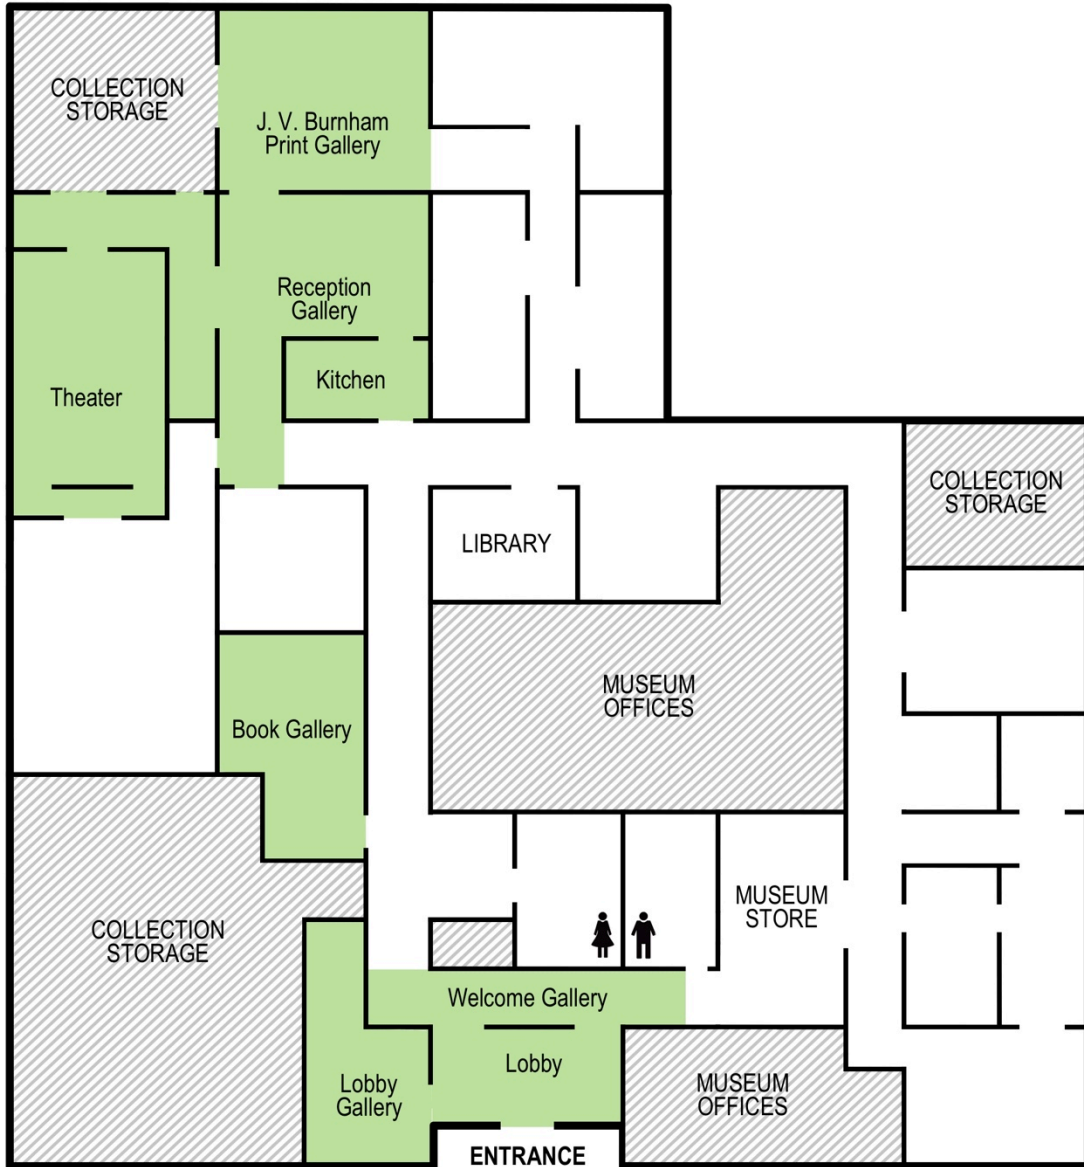 COLLECTION
STORAGE
J. V. Burnham
Print Gallery
Reception
Gallery
Kitchen
Theater
COLLECTION
STORAGE
LIBRARY
MUSEUM
OFFICES
Book Gallery
MUSEUM
STORE
COLLECTION
STORAGE
Welcome Gallery
Lobby
Lobby
Gallery
MUSEUM
OFFICES
ENTRANCE